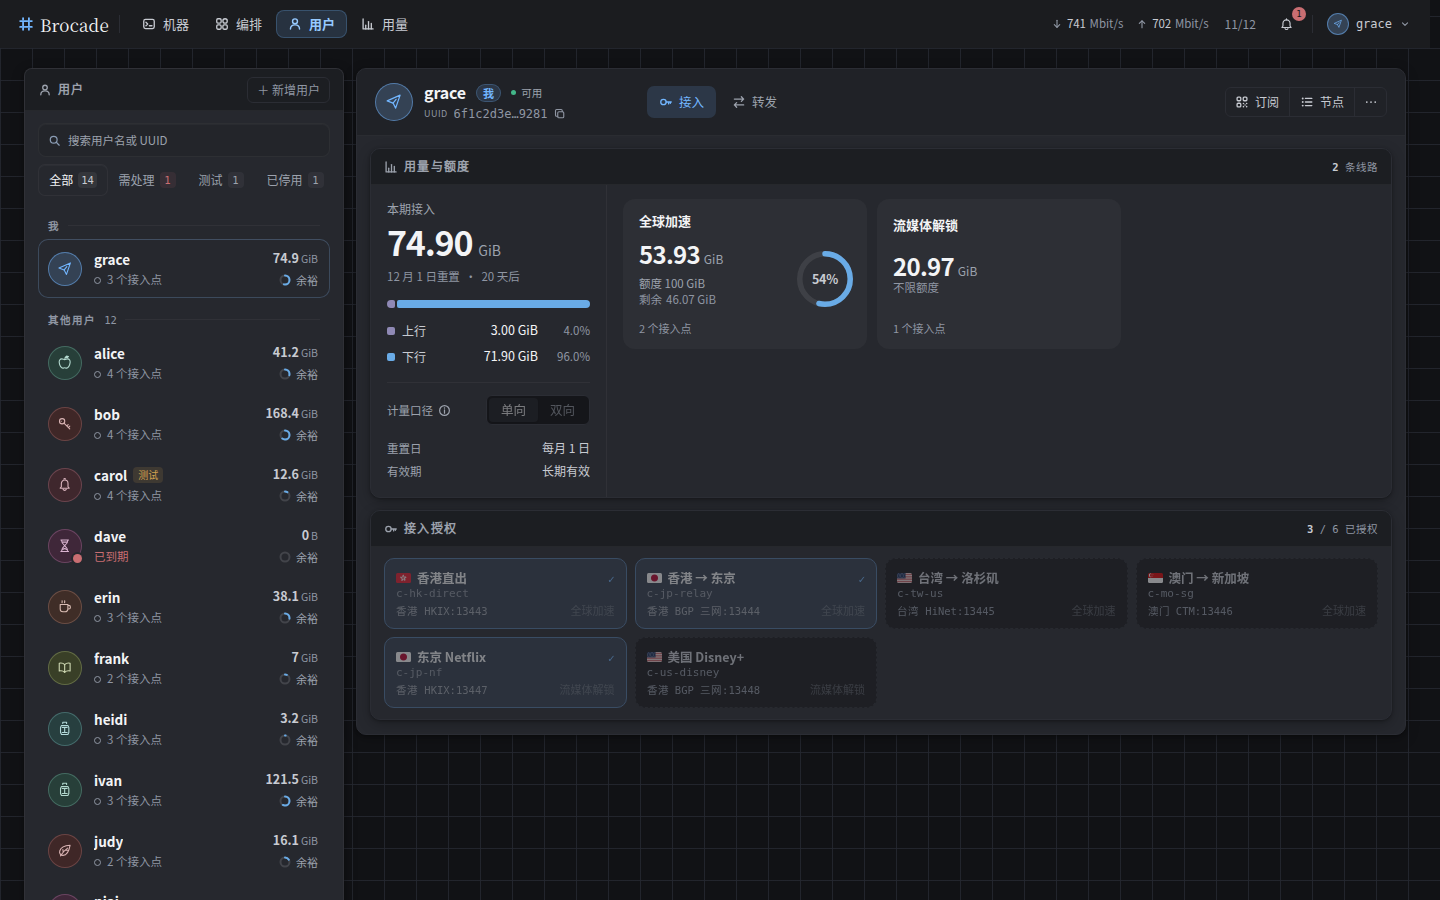 Brocade
机器
编排
用户
用量
741 Mbit/s
702 Mbit/s
11/12
1
grace
用户
新增用户
搜索用户名或 UUID
全部 14
需处理 1
测试 1
已停用 1
我
grace
74.9 GiB
3 个接入点
余裕
其他用户 12
alice
41.2 GiB
4 个接入点
余裕
bob
168.4 GiB
4 个接入点
余裕
carol 测试
12.6 GiB
4 个接入点
余裕
dave
0 B
已到期
余裕
erin
38.1 GiB
3 个接入点
余裕
frank
7 GiB
2 个接入点
余裕
heidi
3.2 GiB
3 个接入点
余裕
ivan
121.5 GiB
3 个接入点
余裕
judy
16.1 GiB
2 个接入点
余裕
grace 我 可用
UUID 6f1c2d3e…9281
接入
转发
订阅
节点
用量与额度
2 条线路
本期接入
74.90 GiB
12 月 1 日重置 · 20 天后
上行 3.00 GiB 4.0%
下行 71.90 GiB 96.0%
计量口径
单向
双向
重置日
每月 1 日
有效期
长期有效
全球加速
53.93 GiB
额度 100 GiB
剩余 46.07 GiB
54%
2 个接入点
流媒体解锁
20.97 GiB
不限额度
1 个接入点
接入授权
3 / 6 已授权
香港直出 ✓
c-hk-direct
香港 HKIX:13443
全球加速
香港 → 东京 ✓
c-jp-relay
香港 BGP 三网:13444
全球加速
台湾 → 洛杉矶
c-tw-us
台湾 HiNet:13445
全球加速
澳门 → 新加坡
c-mo-sg
澳门 CTM:13446
全球加速
东京 Netflix ✓
c-jp-nf
香港 HKIX:13447
流媒体解锁
美国 Disney+
c-us-disney
香港 BGP 三网:13448
流媒体解锁